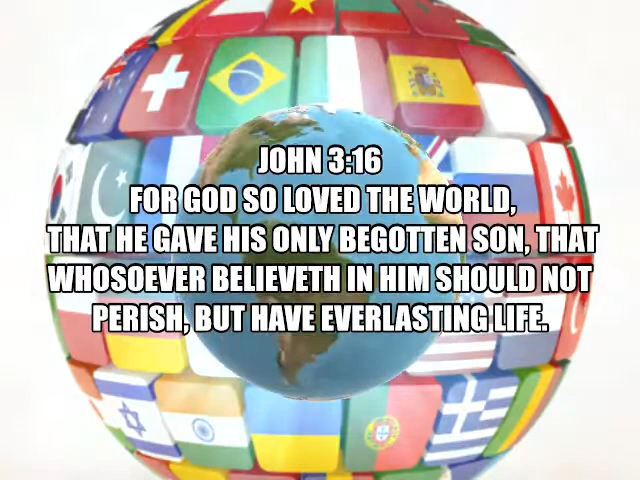 JOHN 3:16
FOR GOD SO LOVED THE WORLD,
THAT HE GAVE HIS ONLY BEGOTTEN SON, THAT
WHOSOEVER BELIEVETH IN HIM SHOULD NOT
PERISH, BUT HAVE EVERLASTING LIFE.